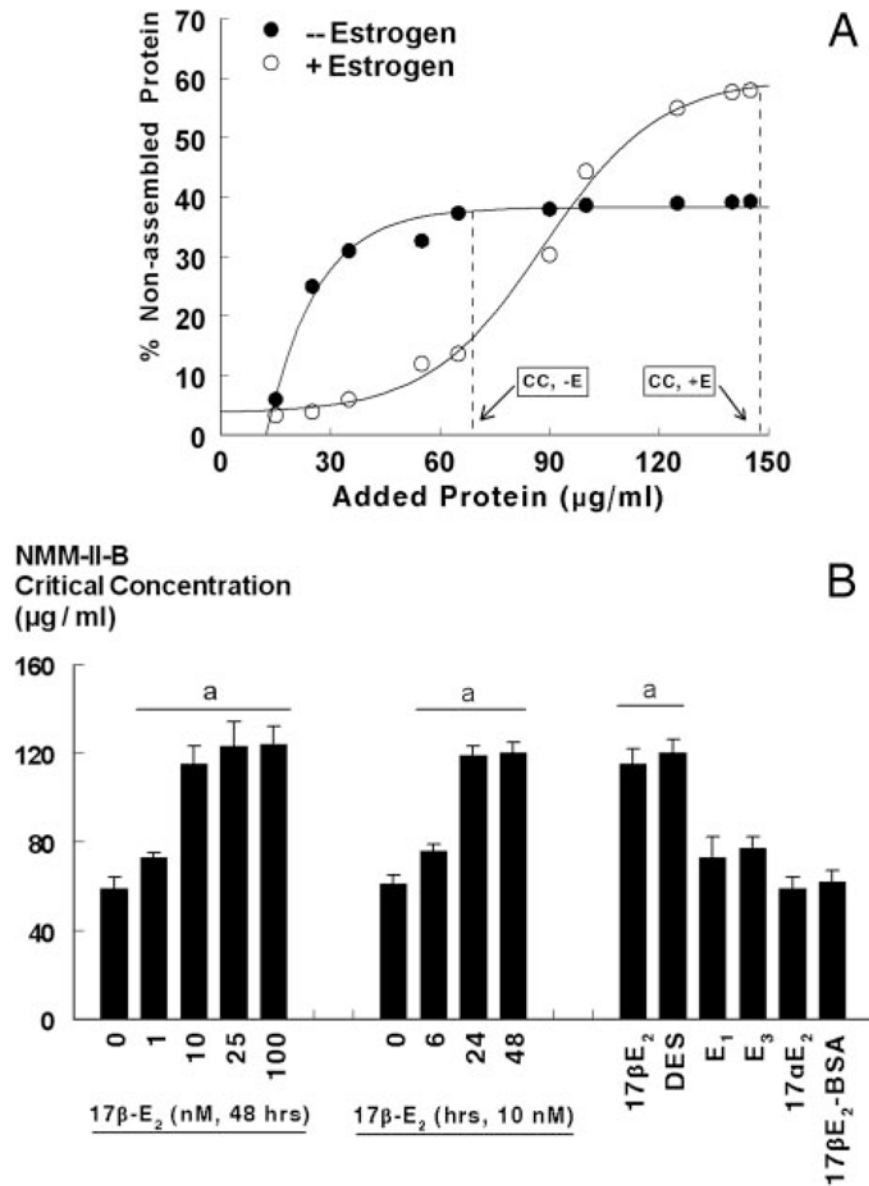 A
-- Estrogen
+ Estrogen
70
60
50
40
30
20
10
0
% Non-assembled Protein
CC, -E
CC, +E
0 30 60 90 120 150
Added Protein (µg/ml)
NMM-II-B
Critical Concentration
(µg / ml)
B
160
120
80
40
0
a a a
0 1 10 25 100
0 6 24 48
17βE2 DES E1 E3 17αE2 17βE2-BSA
17β-E2 (nM, 48 hrs)
17β-E2 (hrs, 10 nM)